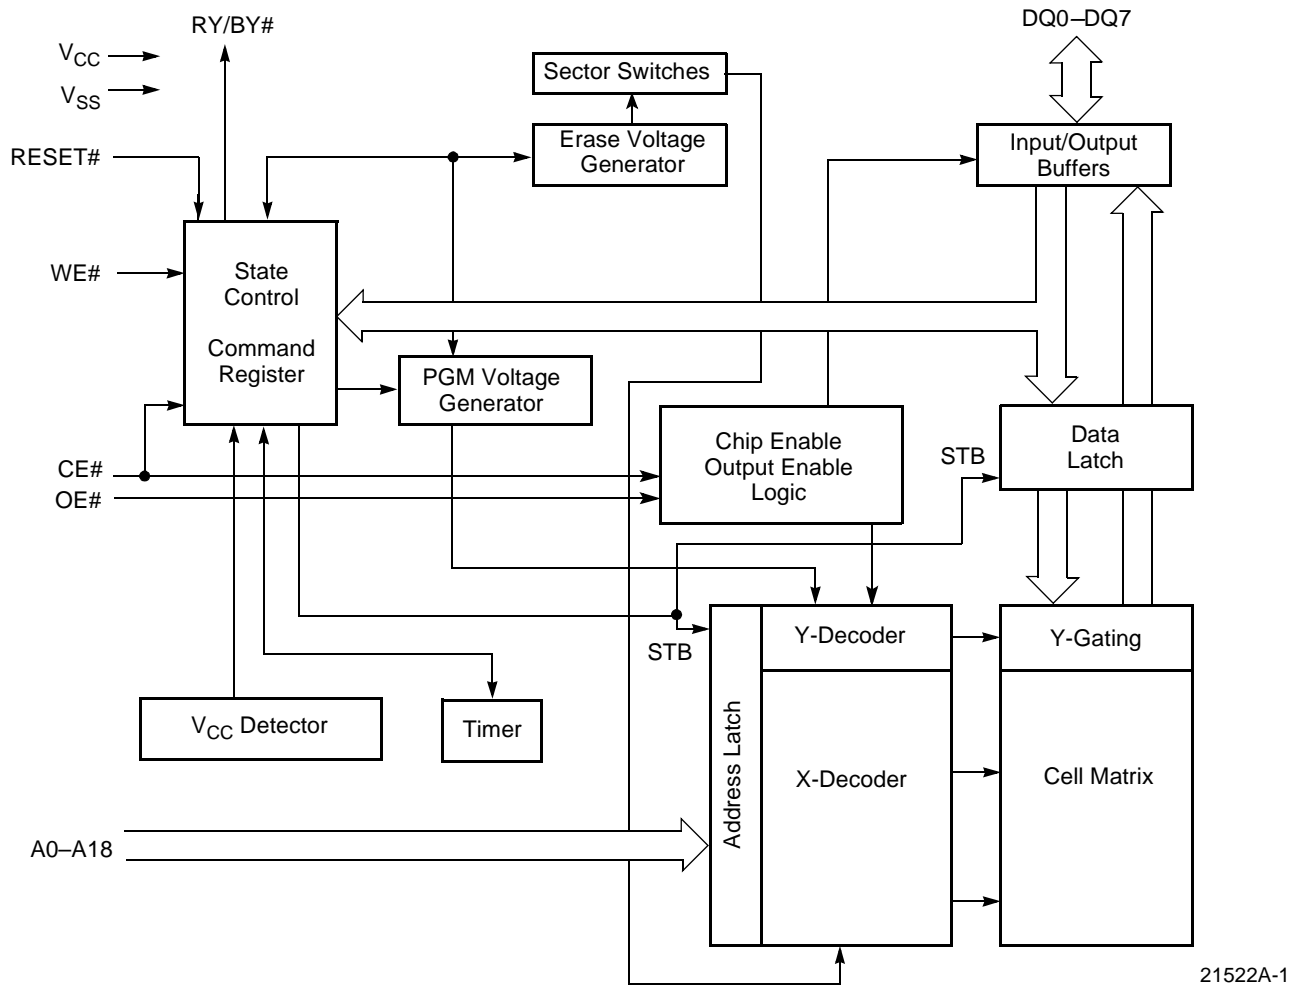 RY/BY#
DQ0–DQ7
VCC
VSS
Sector Switches
Erase Voltage
Generator
Input/Output
Buffers
RESET#
WE#
State
Control
Command
Register
PGM Voltage
Generator
Chip Enable
Output Enable
Logic
Data
Latch
STB
CE#
OE#
STB
Y-Decoder
Y-Gating
VCC Detector
Timer
Address Latch
X-Decoder
Cell Matrix
A0–A18
21522A-1